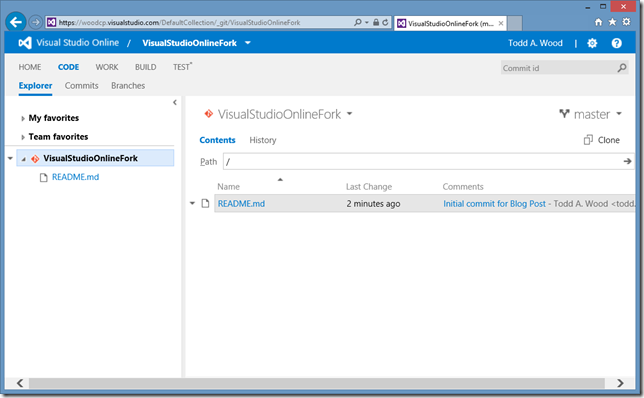 https://woodcp.visualstudio.com/DefaultCollection/_git/VisualStudioOnlineFork
VisualStudioOnlineFork (m...
Visual Studio Online / VisualStudioOnlineFork
Todd A. Wood
HOME CODE WORK BUILD TEST*
Commit id
Explorer Commits Branches
My favorites
Team favorites
VisualStudioOnlineFork
README.md
VisualStudioOnlineFork
master
Contents History
Clone
Path /
Name Last Change Comments
README.md 2 minutes ago Initial commit for Blog Post - Todd A. Wood <todd.